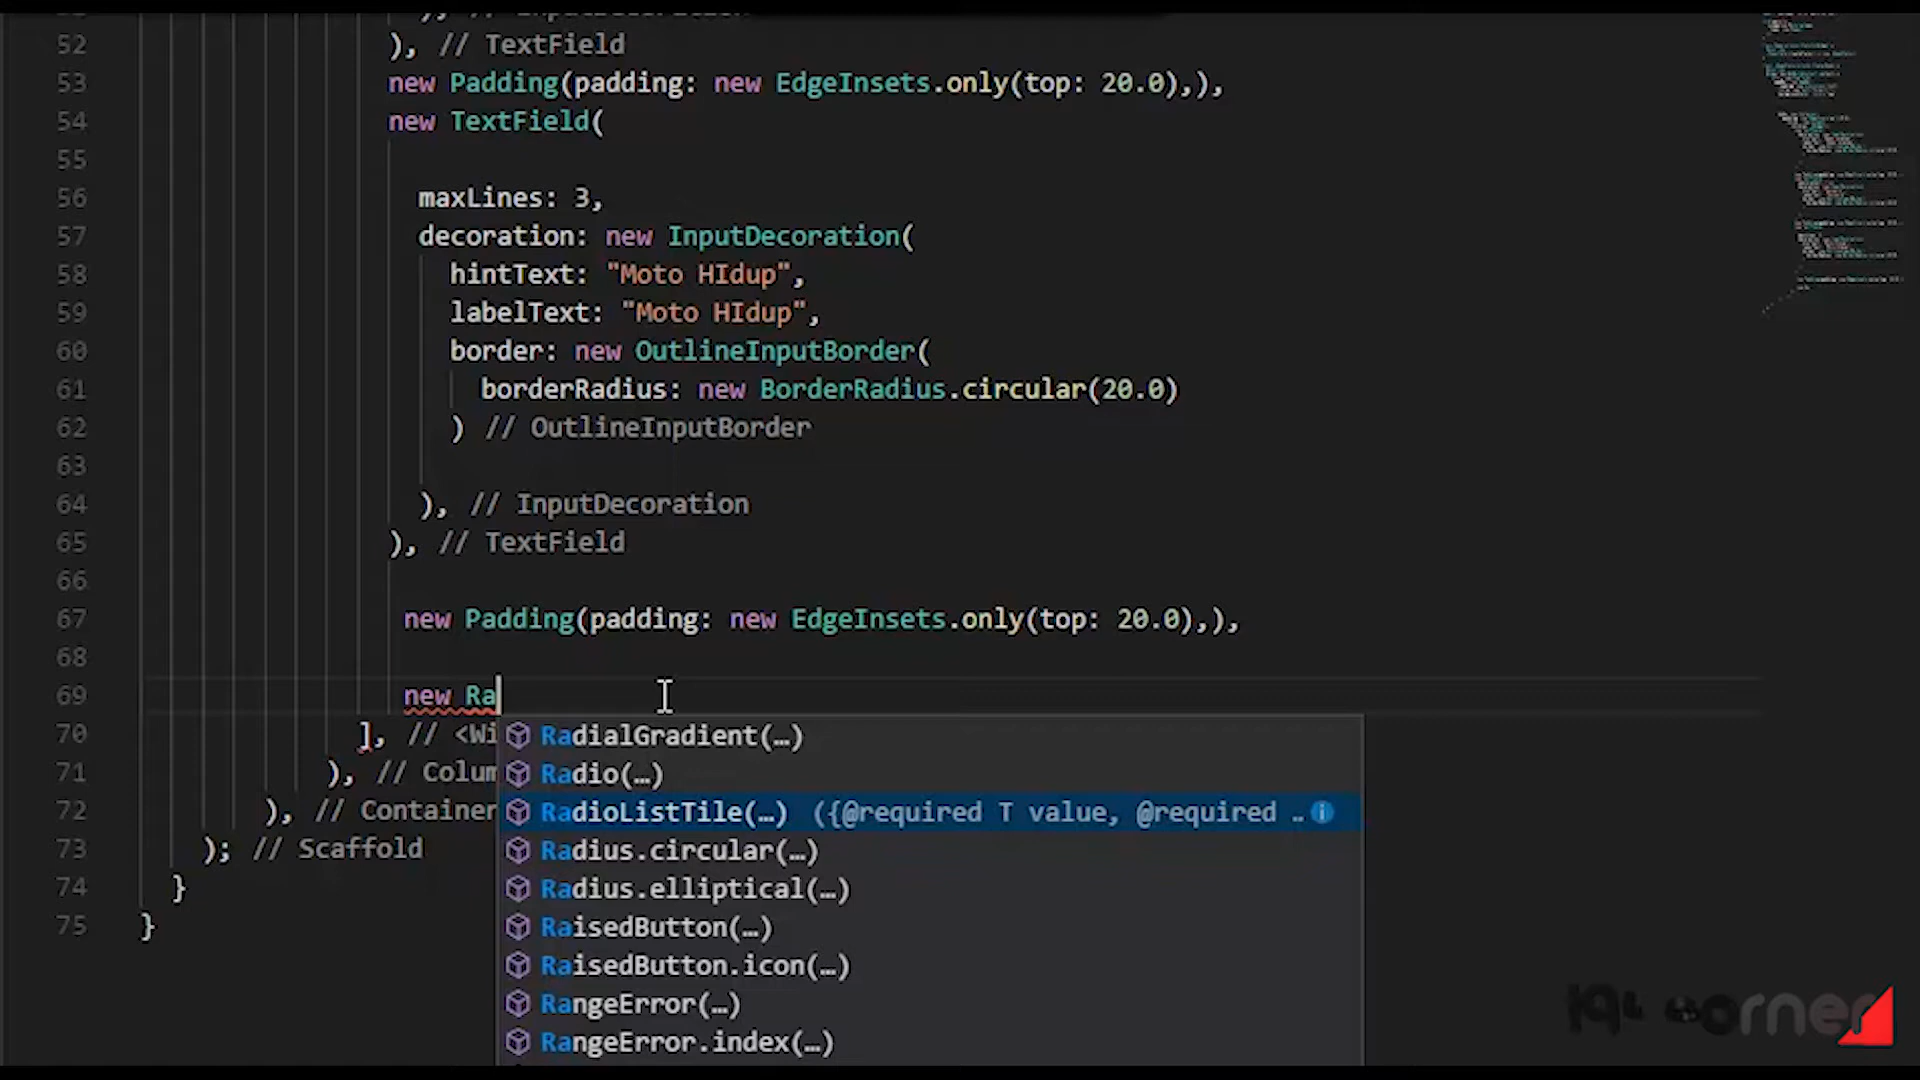 52 ), // TextField
53 new Padding(padding: new EdgeInsets.only(top: 20.0),),
54 new TextField(
55
56 maxLines: 3,
57 decoration: new InputDecoration(
58 hintText: "Moto HIdup",
59 labelText: "Moto HIdup",
60 border: new OutlineInputBorder(
61 borderRadius: new BorderRadius.circular(20.0)
62 ) // OutlineInputBorder
63
64 ), // InputDecoration
65 ), // TextField
66
67 new Padding(padding: new EdgeInsets.only(top: 20.0),),
68
69 new Ra
70 ], // <Wi
71 ), // Colum
72 ), // Container
73 ); // Scaffold
74 }
75 }
RadialGradient(…)
Radio(…)
RadioListTile(…) ({@required T value, @required ..
Radius.circular(…)
Radius.elliptical(…)
RaisedButton(…)
RaisedButton.icon(…)
RangeError(…)
RangeError.index(…)